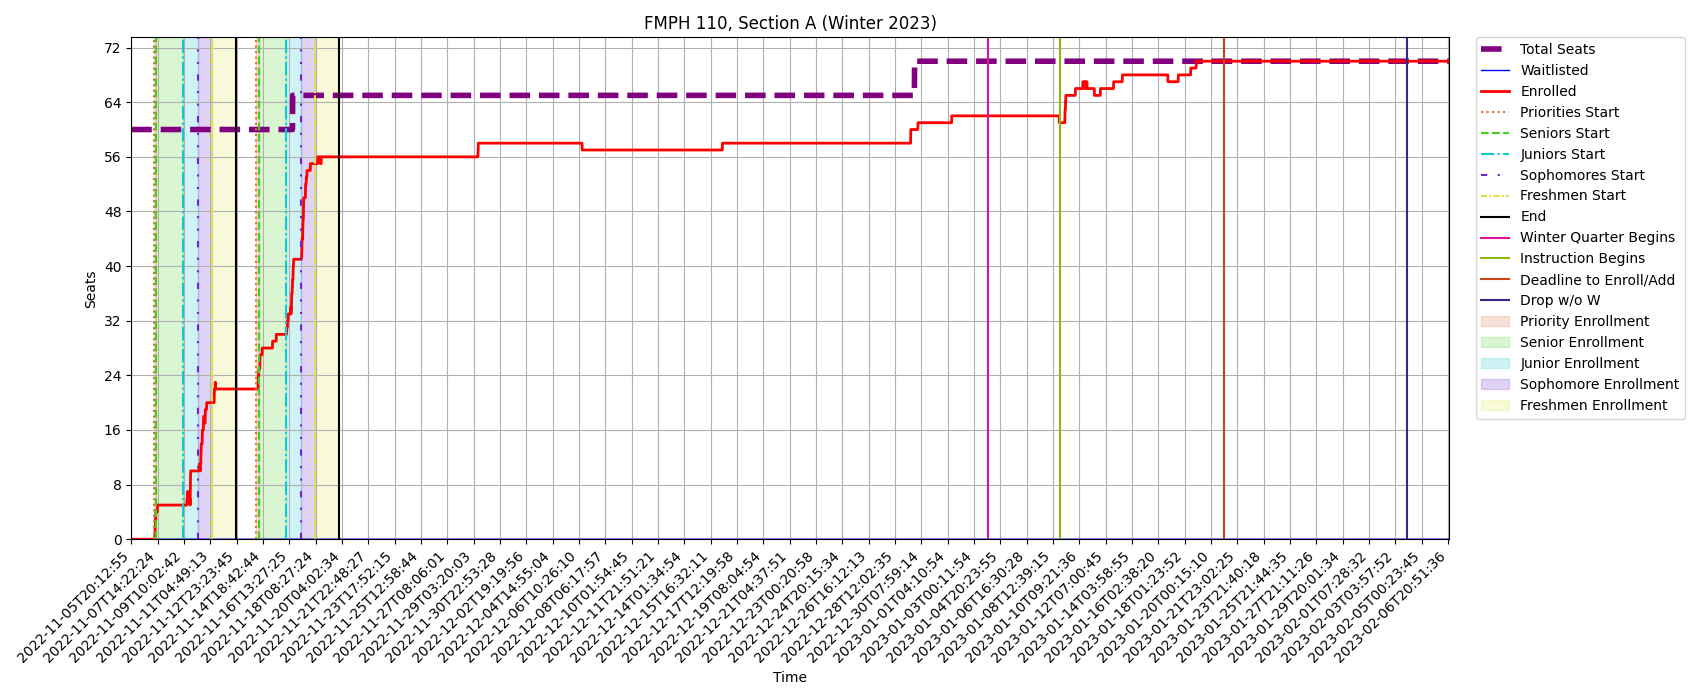 FMPH 110, Section A (Winter 2023)
72
64
56
48
40
32
24
16
8
0
Seats
2022-11-05T20:12:55
2022-11-07T14:22:24
2022-11-09T10:02:42
2022-11-11T04:49:13
2022-11-12T23:23:45
2022-11-14T18:42:44
2022-11-16T13:27:23
2022-11-18T08:27:24
2022-11-20T04:02:34
2022-11-21T22:48:27
2022-11-23T17:52:15
2022-11-25T12:58:44
2022-11-27T08:06:01
2022-11-29T03:20:03
2022-11-30T22:53:28
2022-12-02T19:19:56
2022-12-04T14:55:04
2022-12-06T10:26:10
2022-12-08T06:17:57
2022-12-10T01:54:45
2022-12-11T21:51:21
2022-12-14T01:34:54
2022-12-15T16:32:11
2022-12-17T12:19:58
2022-12-19T08:04:54
2022-12-21T04:37:51
2022-12-23T00:20:58
2022-12-24T20:15:34
2022-12-26T16:12:13
2022-12-28T12:02:35
2022-12-30T07:59:14
2023-01-01T04:10:54
2023-01-03T00:11:54
2023-01-04T20:23:55
2023-01-06T16:30:28
2023-01-08T12:39:15
2023-01-10T09:21:36
2023-01-12T07:00:45
2023-01-14T03:58:55
2023-01-16T02:38:20
2023-01-18T01:23:52
2023-01-20T00:15:10
2023-01-21T23:02:25
2023-01-23T21:40:18
2023-01-25T21:44:35
2023-01-27T21:11:26
2023-01-29T20:01:34
2023-02-01T07:28:32
2023-02-03T03:57:52
2023-02-05T00:23:45
2023-02-06T20:51:36
Time
Total Seats
Waitlisted
Enrolled
Priorities Start
Seniors Start
Juniors Start
Sophomores Start
Freshmen Start
End
Winter Quarter Begins
Instruction Begins
Deadline to Enroll/Add
Drop w/o W
Priority Enrollment
Senior Enrollment
Junior Enrollment
Sophomore Enrollment
Freshmen Enrollment